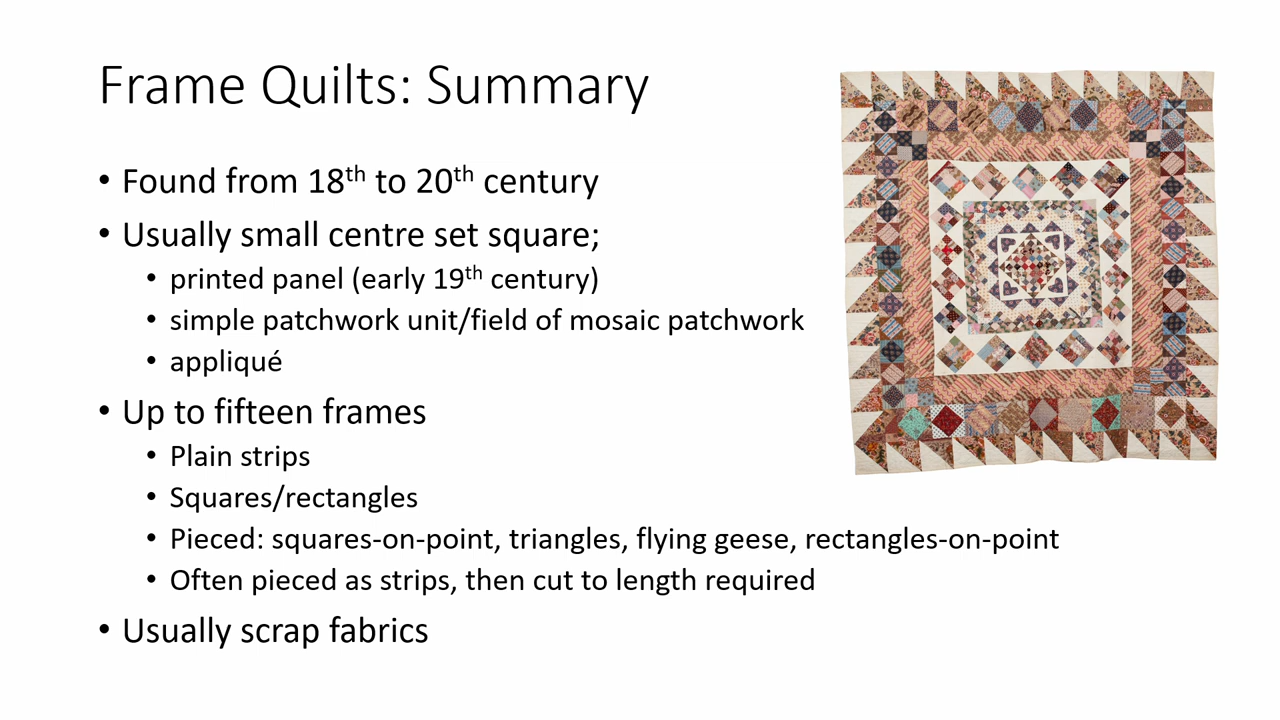 Frame Quilts: Summary
• Found from 18th to 20th century
• Usually small centre set square;
• printed panel (early 19th century)
• simple patchwork unit/field of mosaic patchwork
• appliqué
• Up to fifteen frames
• Plain strips
• Squares/rectangles
• Pieced: squares-on-point, triangles, flying geese, rectangles-on-point
• Often pieced as strips, then cut to length required
• Usually scrap fabrics